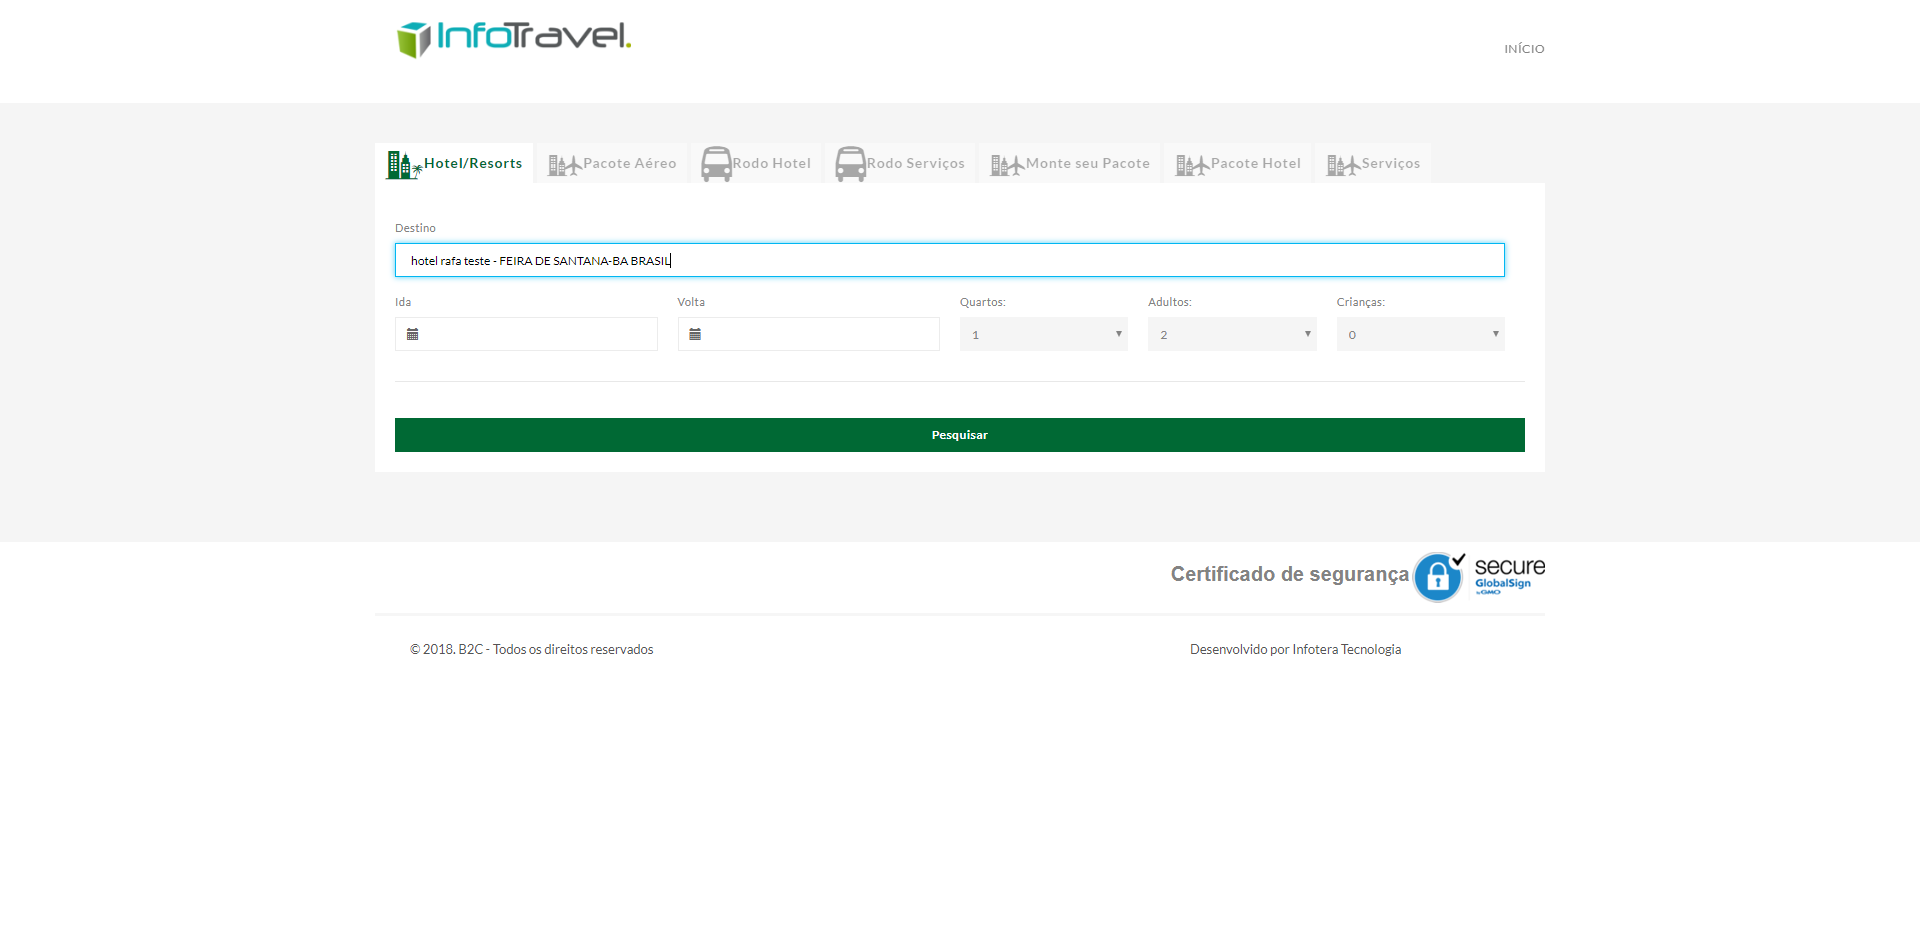 InfoTravel.
INÍCIO
Hotel/Resorts Pacote Aéreo Rodo Hotel Rodo Serviços Monte seu Pacote Pacote Hotel Serviços
Destino
hotel rafa teste - FEIRA DE SANTANA-BA BRASIL
Ida Volta Quartos: Adultos: Crianças:
1 2 0
Pesquisar
Certificado de segurança
secure
GlobalSign
by GMO
© 2018. B2C - Todos os direitos reservados Desenvolvido por Infotera Tecnologia